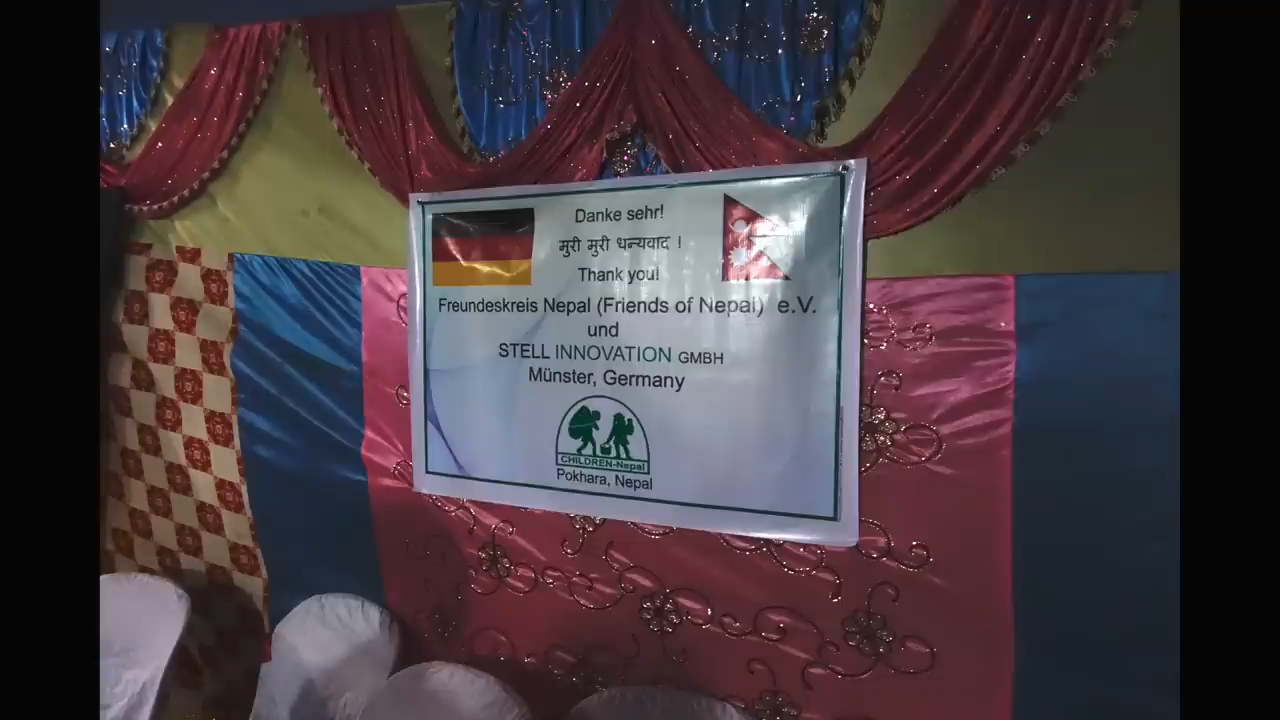 Danke sehr!
मुरी मुरी धन्यवाद !
Thank you!
Freundeskreis Nepal (Friends of Nepal) e.V.
und
STELL INNOVATION GMBH
Münster, Germany
CHILDREN-Nepal
Pokhara, Nepal